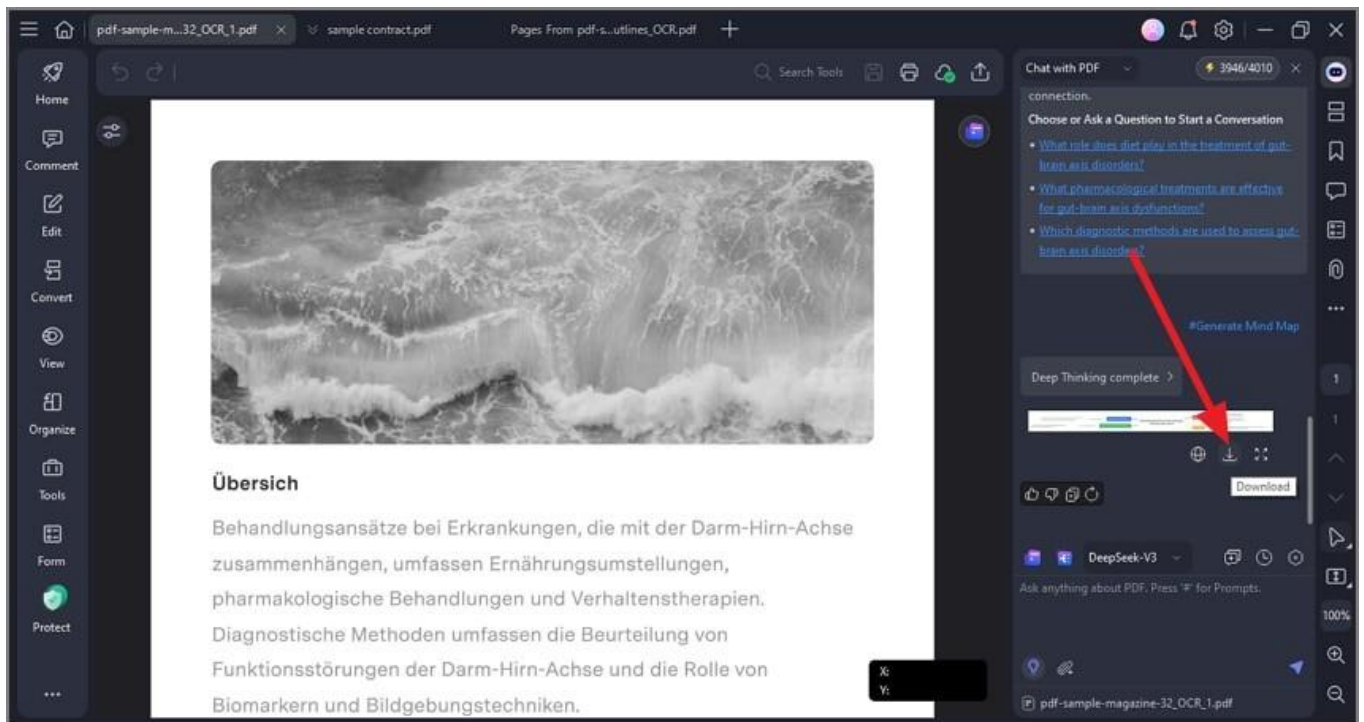 pdf-sample-m...32_OCR_1.pdf
sample contract.pdf
Pages From pdf-s...utlines_OCR.pdf
Home
Comment
Edit
Convert
View
Organize
Tools
Form
Protect
Search Tools
Übersich
Behandlungsansätze bei Erkrankungen, die mit der Darm-Hirn-Achse
zusammenhängen, umfassen Ernährungsumstellungen,
pharmakologische Behandlungen und Verhaltenstherapien.
Diagnostische Methoden umfassen die Beurteilung von
Funktionsstörungen der Darm-Hirn-Achse und die Rolle von
Biomarkern und Bildgebungstechniken.
X:
Y:
Chat with PDF
3946/4010
connection.
Choose or Ask a Question to Start a Conversation
• What role does diet play in the treatment of gut-
brain axis disorders?
• What pharmacological treatments are effective
for gut-brain axis dysfunctions?
• Which diagnostic methods are used to assess gut-
brain axis disorders?
#Generate Mind Map
Deep Thinking complete >
Download
DeepSeek-V3
Ask anything about PDF. Press '#' for Prompts.
pdf-sample-magazine-32_OCR_1.pdf
1
1
100%